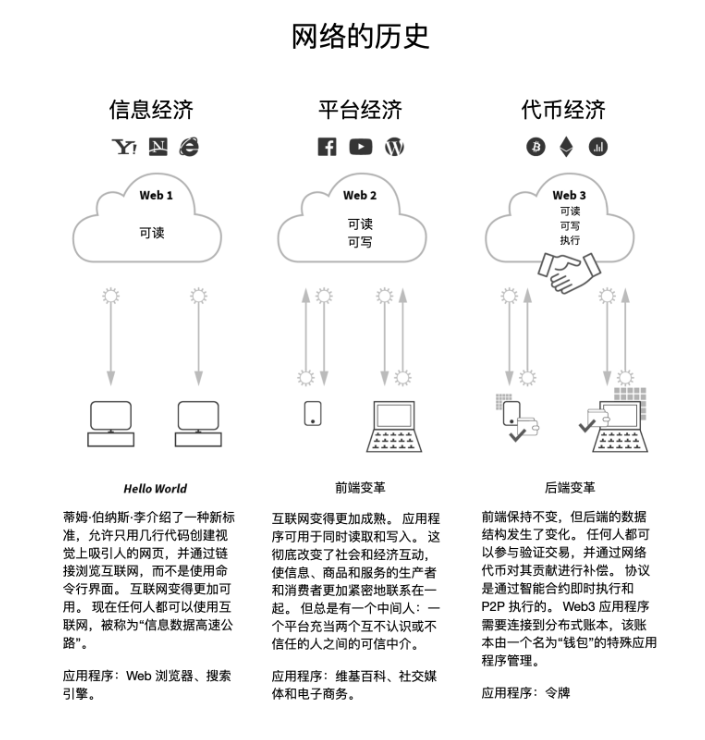 网络的历史
信息经济
Web 1
可读
Hello World
蒂姆·伯纳斯·李介绍了一种新标
准，允许只用几行代码创建视
觉上吸引人的网页，并通过链
接浏览互联网，而不是使用命
令行界面。 互联网变得更加可
用。 现在任何人都可以使用互
联网，被称为“信息数据高速公
路”。
应用程序：Web 浏览器、搜索
引擎。
平台经济
Web 2
可读
可写
前端变革
互联网变得更加成熟。 应用程
序可用于同时读取和写入。 这
彻底改变了社会和经济互动，
使信息、商品和服务的生产者
和消费者更加紧密地联系在一
起。 但总是有一个中间人：一
个平台充当两个互不认识或不
信任的人之间的可信中介。
应用程序：维基百科、社交媒
体和电子商务。
代币经济
Web 3
可读
可写
执行
后端变革
前端保持不变，但后端的数据
结构发生了变化。 任何人都可
以参与验证交易，并通过网络
代币对其贡献进行补偿。 协议
是通过智能合约即时执行和
P2P 执行的。 Web3 应用程序
需要连接到分布式账本，该账
本由一个名为“钱包”的特殊应用
程序管理。
应用程序：令牌